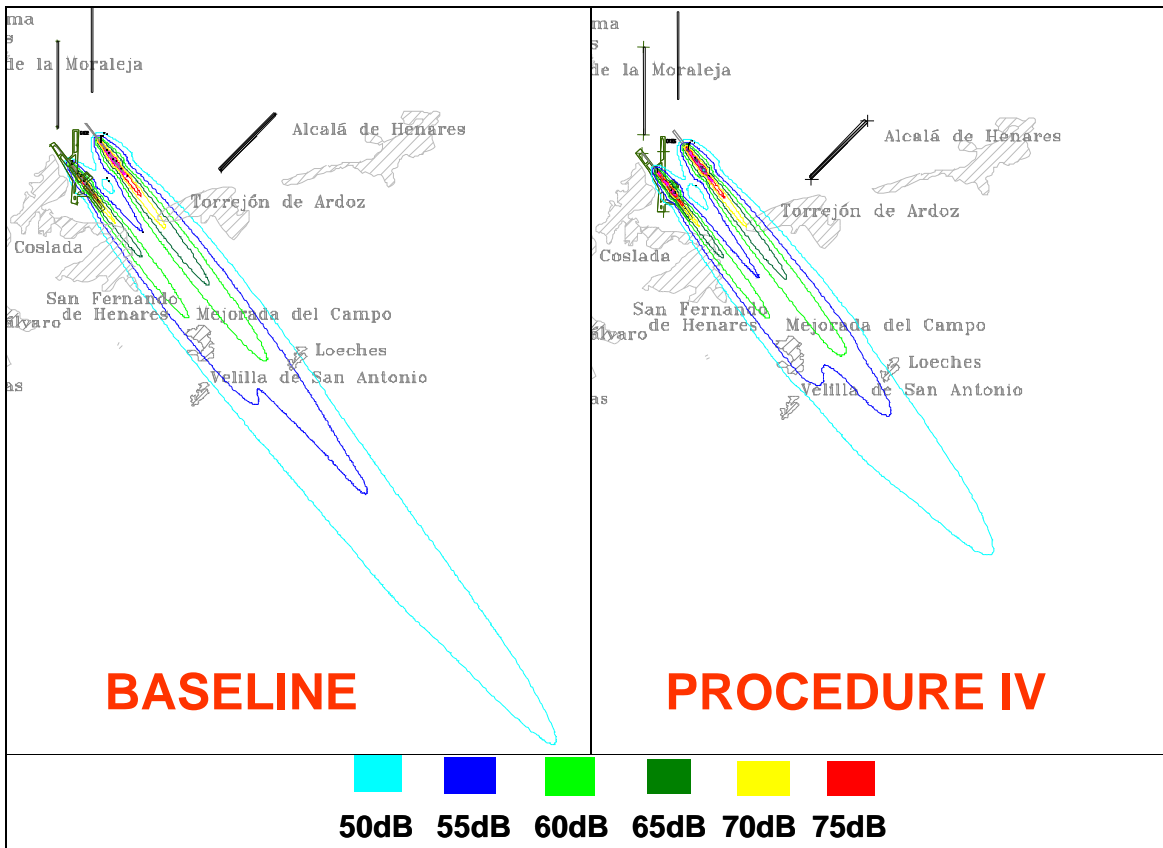 ma
s
de la Moraleja
Alcalá de Henares
Torrejón de Ardoz
Coslada
San Fernando
de Henares
álvaro
Mejorada del Campo
Loeches
Velilla de San Antonio
as
BASELINE
ma
s
de la Moraleja
Alcalá de Henares
Torrejón de Ardoz
Coslada
San Fernando
de Henares
álvaro
Mejorada del Campo
Loeches
Velilla de San Antonio
as
PROCEDURE IV
50dB 55dB 60dB 65dB 70dB 75dB